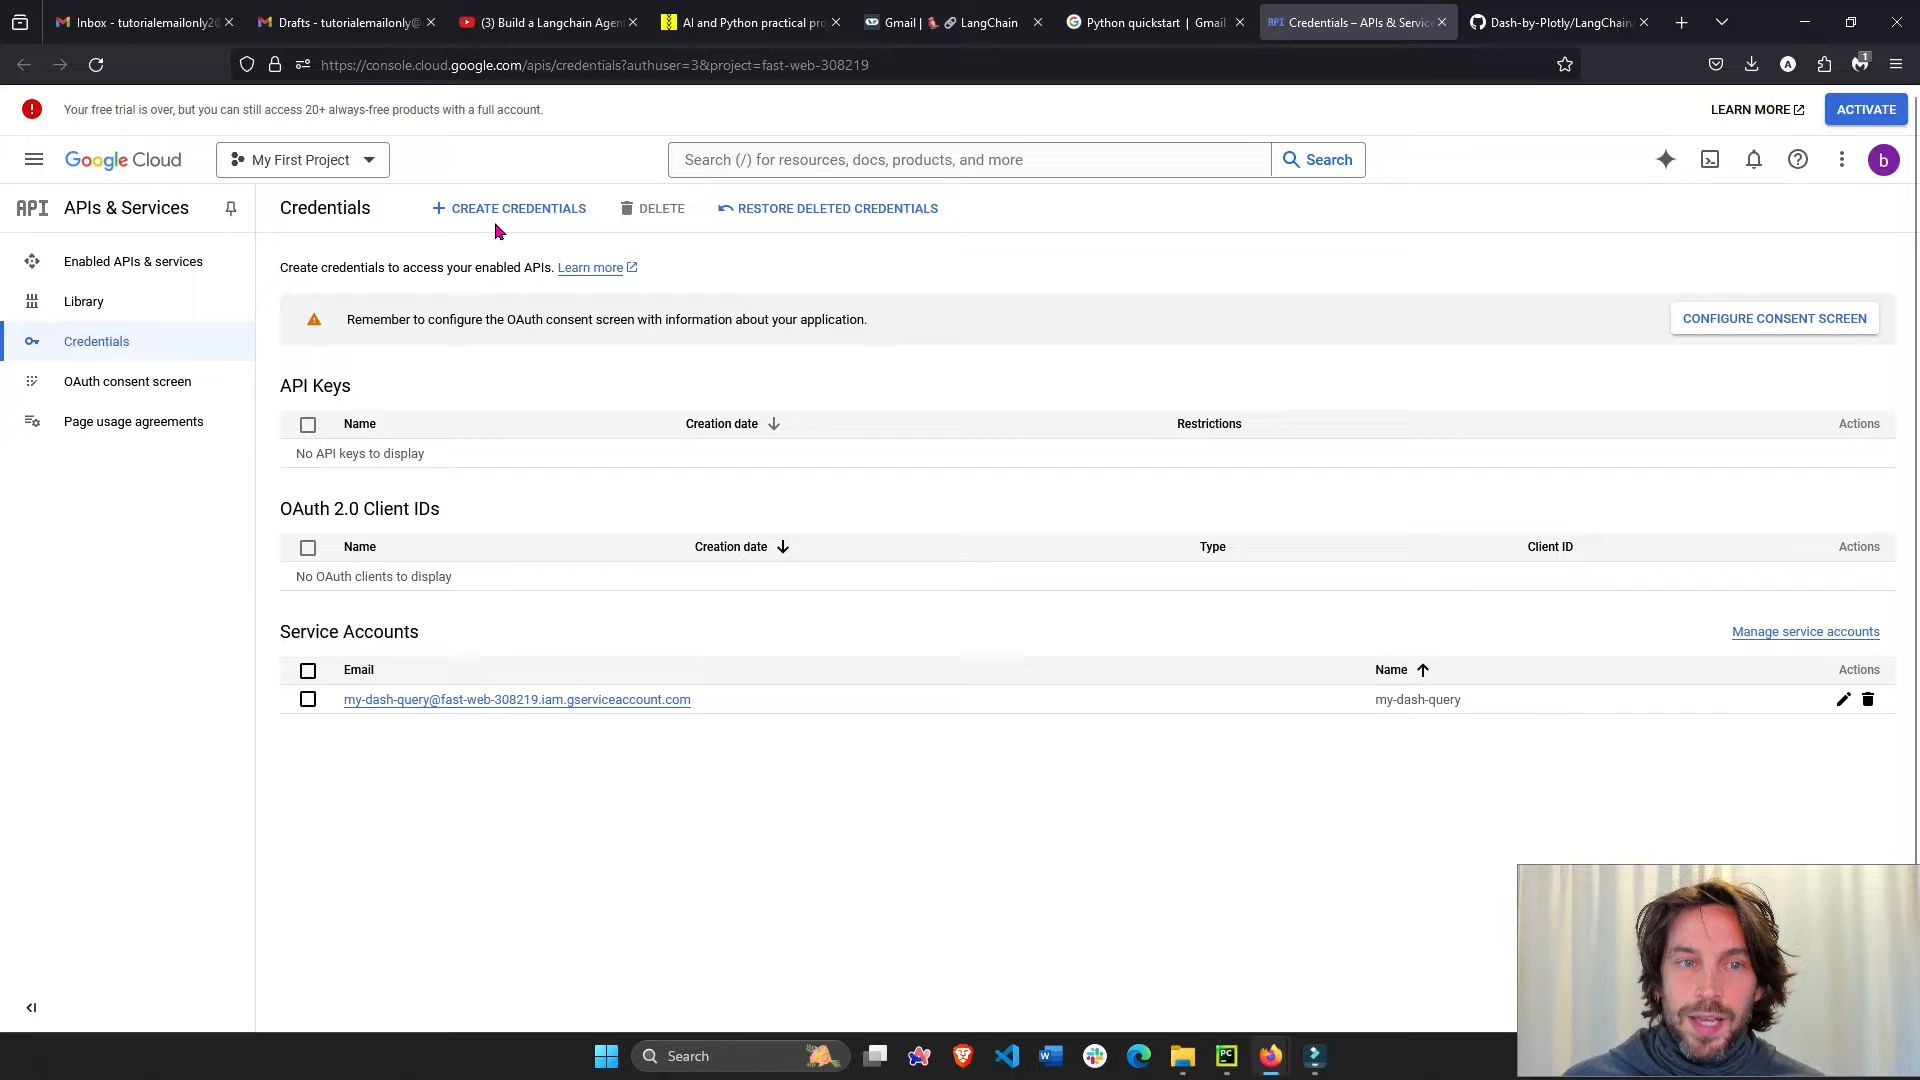 Inbox - tutorialemailonly2@
Drafts - tutorialemailonly@
(3) Build a Langchain Agen
AI and Python practical pro
Gmail | 🦜🔗 LangChain
Python quickstart | Gmail
API Credentials – APIs & Service
Dash-by-Plotly/LangChain
https://console.cloud.google.com/apis/credentials?authuser=3&project=fast-web-308219
A
1
Your free trial is over, but you can still access 20+ always-free products with a full account.
LEARN MORE
ACTIVATE
Google Cloud
My First Project
Search (/) for resources, docs, products, and more
Search
b
API APIs & Services
Credentials
+ CREATE CREDENTIALS
DELETE
RESTORE DELETED CREDENTIALS
Enabled APIs & services
Library
Credentials
OAuth consent screen
Page usage agreements
Create credentials to access your enabled APIs. Learn more
Remember to configure the OAuth consent screen with information about your application.
CONFIGURE CONSENT SCREEN
API Keys
Name
Creation date
Restrictions
Actions
No API keys to display
OAuth 2.0 Client IDs
Name
Creation date
Type
Client ID
Actions
No OAuth clients to display
Service Accounts
Manage service accounts
Email
Name
Actions
my-dash-query@fast-web-308219.iam.gserviceaccount.com
my-dash-query
Search
W
PC